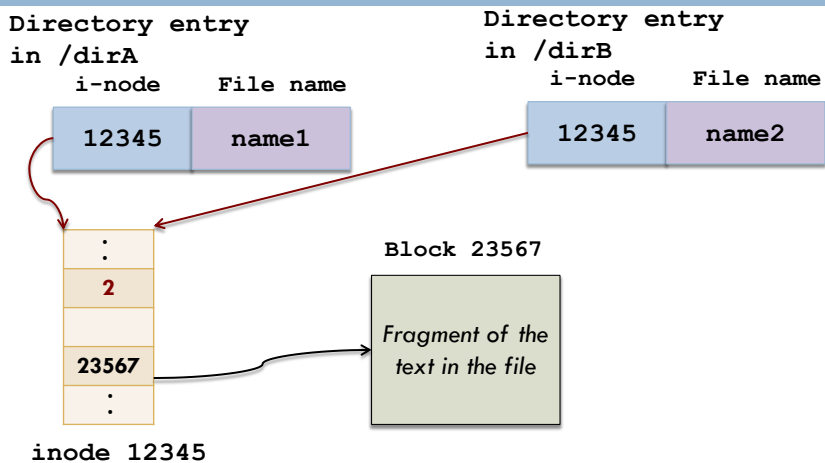 Directory entry
in /dirA
i-node File name
12345 name1
Directory entry
in /dirB
i-node File name
12345 name2
:
2
23567
:
inode 12345
Block 23567
Fragment of the
text in the file